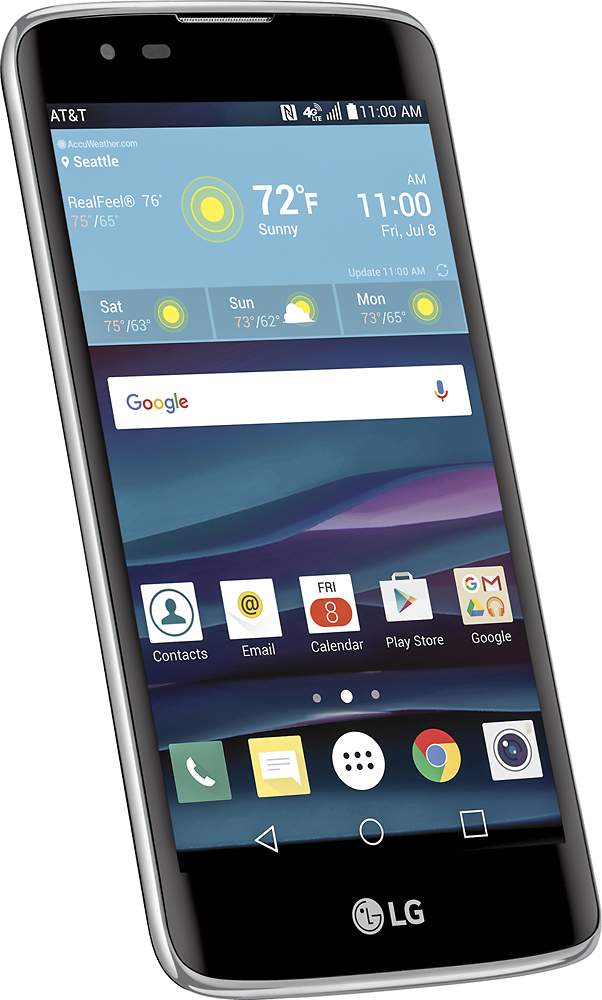 AT&T
4G LTE
11:00 AM
AccuWeather.com
Seattle
RealFeel® 76°
75°/65°
72°F
Sunny
AM
11:00
Fri, Jul 8
Update 11:00 AM
Sat
75°/63°
Sun
73°/62°
Mon
73°/65°
Google
FRI
8
@
G
M
Contacts
Email
Calendar
Play Store
Google
LG